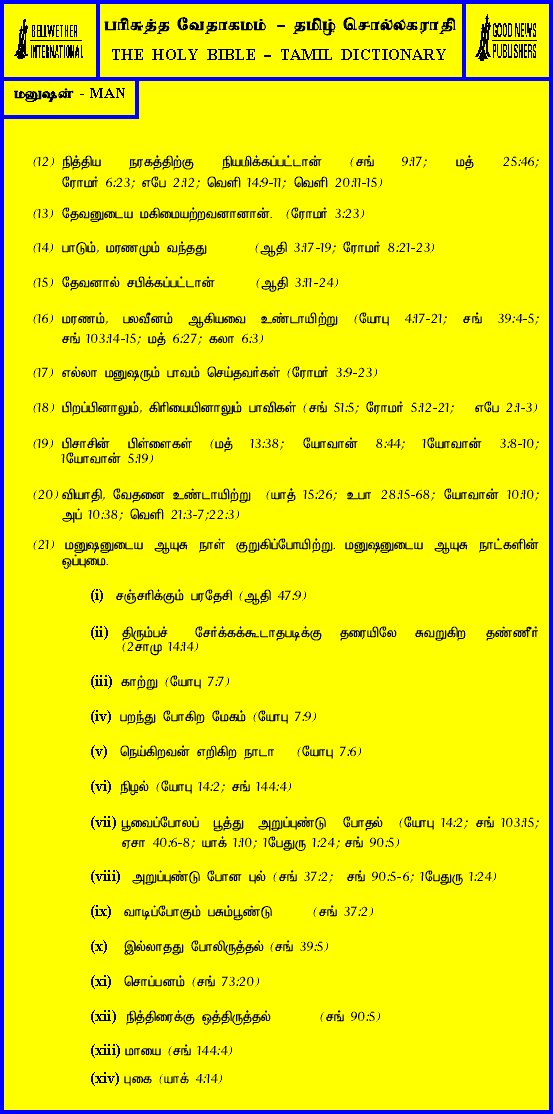 BELLWETHER
INTERNATIONAL
பரிசுத்த வேதாகமம் – தமிழ் சொல்லகராதி
THE HOLY BIBLE – TAMIL DICTIONARY
GOOD NEWS
PUBLISHERS
மனுஷன் - MAN
(12) நித்திய நரகத்திற்கு நியமிக்கப்பட்டான் (சங் 9:17; மத் 25:46;
ரோமர் 6:23; எபே 2:12; வெளி 14:9-11; வெளி 20:11-15)
(13) தேவனுடைய மகிமையற்றவனானான். (ரோமர் 3:23)
(14) பாடும், மரணமும் வந்தது (ஆதி 3:17-19; ரோமர் 8:21-23)
(15) தேவனால் சபிக்கப்பட்டான் (ஆதி 3:11-24)
(16) மரணம், பலவீனம் ஆகியவை உண்டாயிற்று (யோபு 4:17-21; சங் 39:4-5;
சங் 103:14-15; மத் 6:27; கலா 6:3)
(17) எல்லா மனுஷரும் பாவம் செய்தவர்கள் (ரோமர் 3:9-23)
(18) பிறப்பினாலும், கிரியையினாலும் பாவிகள் (சங் 51:5; ரோமர் 5:12-21; எபே 2:1-3)
(19) பிசாசின் பிள்ளைகள் (மத் 13:38; யோவான் 8:44; 1யோவான் 3:8-10;
1யோவான் 5:19)
(20) வியாதி, வேதனை உண்டாயிற்று (யாத் 15:26; உபா 28:15-68; யோவான் 10:10;
அப் 10:38; வெளி 21:3-7;22:3)
(21) மனுஷனுடைய ஆயுசு நாள் குறுகிப்போயிற்று. மனுஷனுடைய ஆயுசு நாட்களின்
ஒப்புமை.
(i) சஞ்சரிக்கும் பரதேசி (ஆதி 47:9)
(ii) திரும்பச் சேர்க்கக்கூடாதபடிக்கு தரையிலே சுவறுகிற தண்ணீர்
(2சாமு 14:14)
(iii) காற்று (யோபு 7:7)
(iv) பறந்து போகிற மேகம் (யோபு 7:9)
(v) நெய்கிறவன் எறிகிற நாடா (யோபு 7:6)
(vi) நிழல் (யோபு 14:2; சங் 144:4)
(vii) பூவைப்போலப் பூத்து அறுப்புண்டு போதல் (யோபு 14:2; சங் 103:15;
ஏசா 40:6-8; யாக் 1:10; 1பேதுரு 1:24; சங் 90:5)
(viii) அறுப்புண்டு போன புல் (சங் 37:2; சங் 90:5-6; 1பேதுரு 1:24)
(ix) வாடிப்போகும் பசும்பூண்டு (சங் 37:2)
(x) இல்லாதது போலிருத்தல் (சங் 39:5)
(xi) சொப்பனம் (சங் 73:20)
(xii) நித்திரைக்கு ஒத்திருத்தல் (சங் 90:5)
(xiii) மாயை (சங் 144:4)
(xiv) புகை (யாக் 4:14)